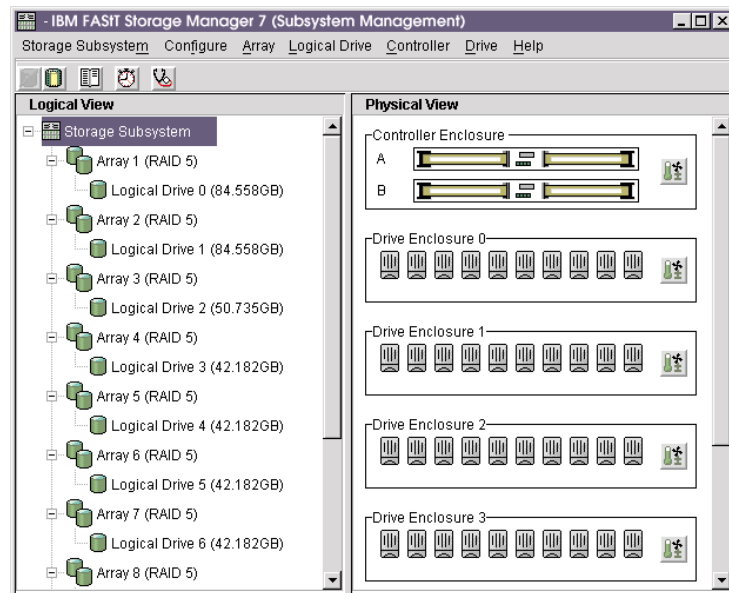 - IBM FAStT Storage Manager 7 (Subsystem Management)
Storage Subsystem Configure Array Logical Drive Controller Drive Help
Logical View
Storage Subsystem
Array 1 (RAID 5)
Logical Drive 0 (84.558GB)
Array 2 (RAID 5)
Logical Drive 1 (84.558GB)
Array 3 (RAID 5)
Logical Drive 2 (50.735GB)
Array 4 (RAID 5)
Logical Drive 3 (42.182GB)
Array 5 (RAID 5)
Logical Drive 4 (42.182GB)
Array 6 (RAID 5)
Logical Drive 5 (42.182GB)
Array 7 (RAID 5)
Logical Drive 6 (42.182GB)
Array 8 (RAID 5)
Physical View
Controller Enclosure
A
B
Drive Enclosure 0
Drive Enclosure 1
Drive Enclosure 2
Drive Enclosure 3